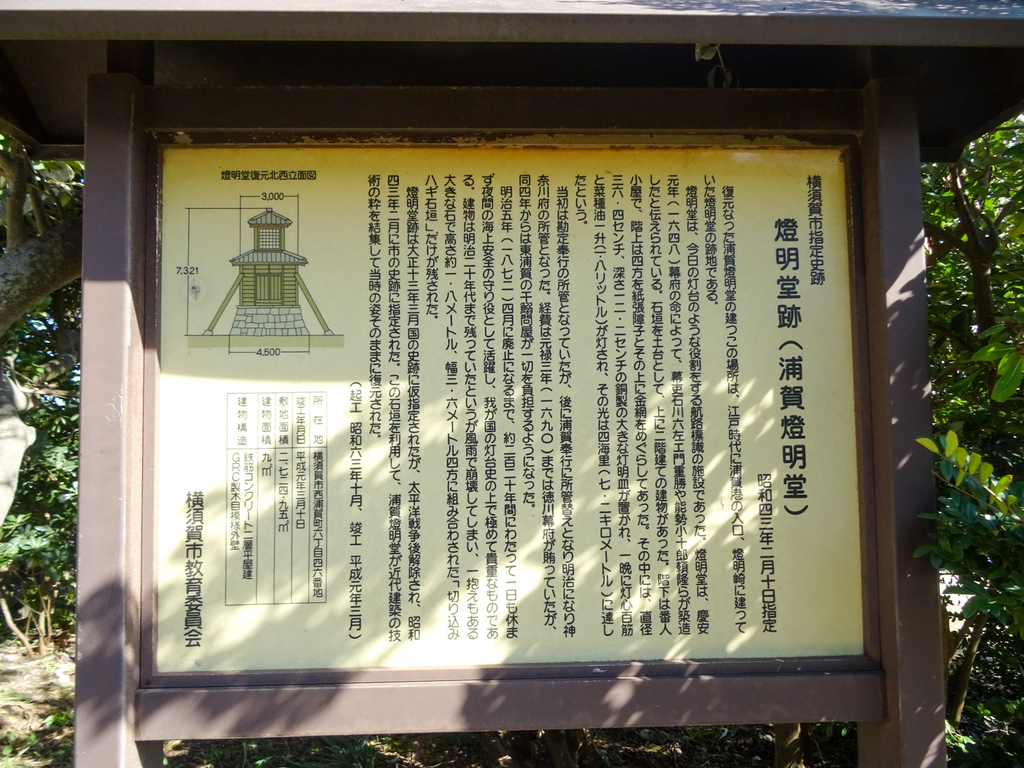 横須賀市指定史跡
燈明堂跡（浦賀燈明堂）
昭和四三年二月十日指定
復元なった浦賀燈明堂の建つこの場所は、江戸時代に浦賀港の入口、燈明崎に建って
いた燈明堂の跡地である。
燈明堂は、今日の灯台のような役割をする航路標識の施設であった。燈明堂は、慶安
元年（一六四八）幕府の命によって、幕吏石川六左エ門重勝や能勢小十郎頼隆らが築造
したと伝えられている。石垣を土台として、上に二階建ての建物があった。階下は番人
小屋で、階上は四方を紙張障子とその上に金網をめぐらしてあった。その中には、直径
三六・四センチ、深さ二一・二センチの銅製の大きな灯明皿が置かれ、一晩に灯心百筋
と菜種油一升（一・八リットル）が灯され、その光は四海里（七・二キロメートル）に達し
たという。
当初は勘定奉行の所管となっていたが、後に浦賀奉行に所管替えとなり明治になり神
奈川府の所管となった。経費は元禄三年（一六九〇）までは徳川幕府が賄っていたが、
同四年からは東浦賀の干鰯問屋が一切を負担するようになった。
明治五年（一八七二）四月に廃止になるまで、約二百二十年間にわたって一日も休ま
ず夜間の海上安全の守り役として活躍し、我が国の灯台史の上で極めて貴重なものであ
る。建物は明治二十年代まで残っていたというが風雨で崩壊してしまい、一抱えもある
大きな石で高さ約一・八メートル、幅三・六メートル四方に組み合わされた「切り込み
ハギ石垣」だけが残された。
燈明堂跡は大正十三年三月国の史跡に仮指定されたが、太平洋戦争後解除され、昭和
四三年二月に市の史跡に指定された。この石垣を利用して、浦賀燈明堂が近代建築の技
術の粋を結集して当時の姿そのままに復元された。
（起工 昭和六三年十月、竣工 平成元年三月）
燈明堂復元北西立面図
3,000
7,321
4,500
所在地 横須賀市西浦賀町六丁目四六番地
竣工年月日 平成元年三月十日
敷地面積 二一七二四・九五㎡
建物面積 九㎡
建物構造 鉄筋コンクリート二層平屋建
GRC製木目模様外壁
横須賀市教育委員会